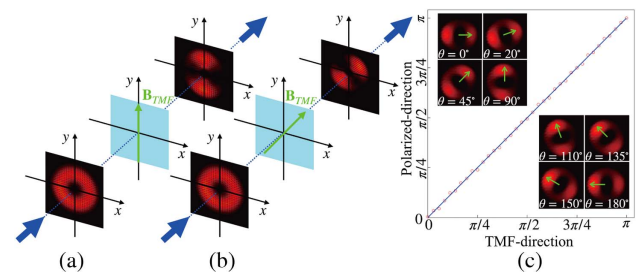 y
x
B_TMF
y
x
y
x
(a)
y
x
B_TMF
y
x
y
x
(b)
(c)
Polarized-direction
π
3π/4
π/2
π/4
0
θ = 0° θ = 20°
θ = 45° θ = 90°
θ = 110° θ = 135°
θ = 150° θ = 180°
0 π/4 π/2 3π/4 π
TMF-direction